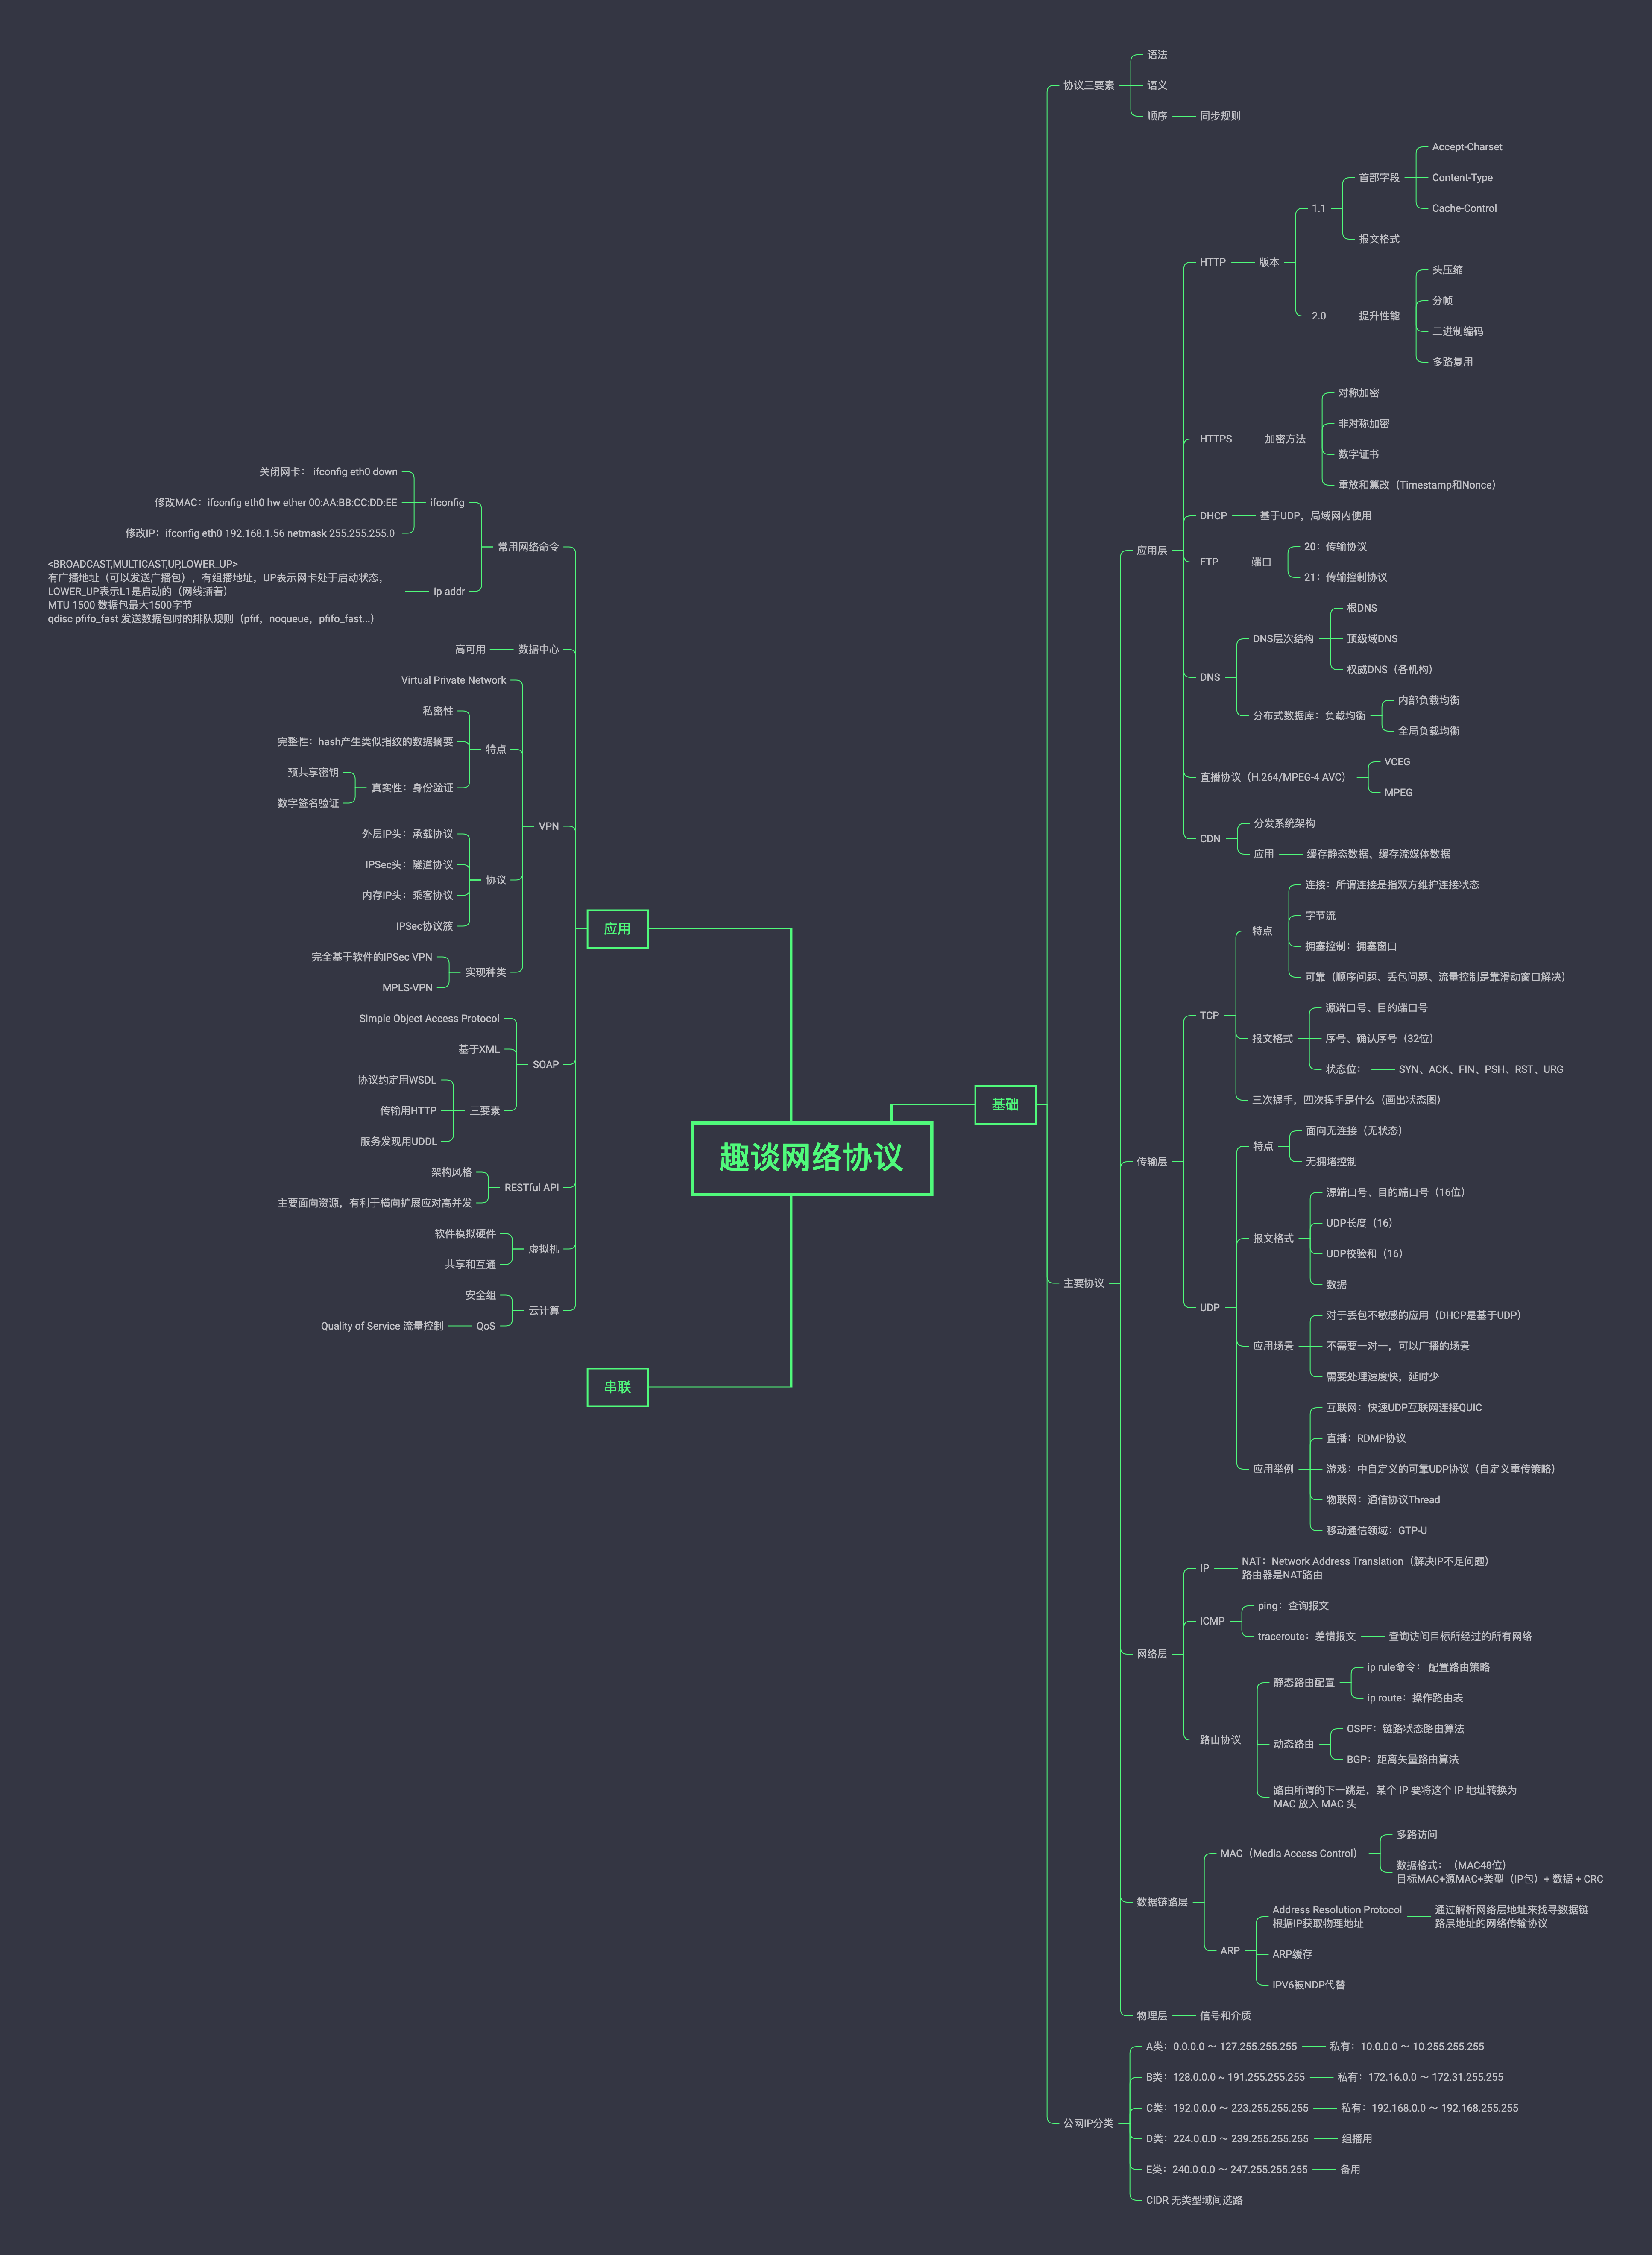 趣谈网络协议
基础
协议三要素
语法
语义
顺序
同步规则
主要协议
应用层
HTTP
版本
1.1
首部字段
Accept-Charset
Content-Type
Cache-Control
报文格式
2.0
提升性能
头压缩
分帧
二进制编码
多路复用
HTTPS
加密方法
对称加密
非对称加密
数字证书
重放和篡改（Timestamp和Nonce）
DHCP
基于UDP，局域网内使用
FTP
端口
20：传输协议
21：传输控制协议
DNS
DNS层次结构
根DNS
顶级域DNS
权威DNS（各机构）
分布式数据库：负载均衡
内部负载均衡
全局负载均衡
直播协议（H.264/MPEG-4 AVC）
VCEG
MPEG
CDN
分发系统架构
应用
缓存静态数据、缓存流媒体数据
传输层
TCP
特点
连接：所谓连接是指双方维护连接状态
字节流
拥塞控制：拥塞窗口
可靠（顺序问题、丢包问题、流量控制是靠滑动窗口解决）
报文格式
源端口号、目的端口号
序号、确认序号（32位）
状态位：
SYN、ACK、FIN、PSH、RST、URG
三次握手，四次挥手是什么（画出状态图）
UDP
特点
面向无连接（无状态）
无拥堵控制
报文格式
源端口号、目的端口号（16位）
UDP长度（16）
UDP校验和（16）
数据
应用场景
对于丢包不敏感的应用（DHCP是基于UDP）
不需要一对一，可以广播的场景
需要处理速度快，延时少
应用举例
互联网：快速UDP互联网连接QUIC
直播：RDMP协议
游戏：中自定义的可靠UDP协议（自定义重传策略）
物联网：通信协议Thread
移动通信领域：GTP-U
网络层
IP
NAT：Network Address Translation（解决IP不足问题）
路由器是NAT路由
ICMP
ping：查询报文
traceroute：差错报文
查询访问目标所经过的所有网络
路由协议
静态路由配置
ip rule命令： 配置路由策略
ip route：操作路由表
动态路由
OSPF：链路状态路由算法
BGP：距离矢量路由算法
路由所谓的下一跳是，某个 IP 要将这个 IP 地址转换为
MAC 放入 MAC 头
数据链路层
MAC（Media Access Control）
多路访问
数据格式：（MAC48位）
目标MAC+源MAC+类型（IP包）+ 数据 + CRC
ARP
Address Resolution Protocol
根据IP获取物理地址
通过解析网络层地址来找寻数据链
路层地址的网络传输协议
ARP缓存
IPV6被NDP代替
物理层
信号和介质
公网IP分类
A类：0.0.0.0 ～ 127.255.255.255
私有：10.0.0.0 ～ 10.255.255.255
B类：128.0.0.0 ~ 191.255.255.255
私有：172.16.0.0 ～ 172.31.255.255
C类：192.0.0.0 ～ 223.255.255.255
私有：192.168.0.0 ～ 192.168.255.255
D类：224.0.0.0 ～ 239.255.255.255
组播用
E类：240.0.0.0 ～ 247.255.255.255
备用
CIDR 无类型域间选路
应用
常用网络命令
ifconfig
关闭网卡： ifconfig eth0 down
修改MAC：ifconfig eth0 hw ether 00:AA:BB:CC:DD:EE
修改IP：ifconfig eth0 192.168.1.56 netmask 255.255.255.0
ip addr
<BROADCAST,MULTICAST,UP,LOWER_UP>
有广播地址（可以发送广播包），有组播地址，UP表示网卡处于启动状态，
LOWER_UP表示L1是启动的（网线插着）
MTU 1500 数据包最大1500字节
qdisc pfifo_fast 发送数据包时的排队规则（pfif，noqueue，pfifo_fast...）
数据中心
高可用
VPN
Virtual Private Network
特点
私密性
完整性：hash产生类似指纹的数据摘要
真实性：身份验证
预共享密钥
数字签名验证
协议
外层IP头：承载协议
IPSec头：隧道协议
内存IP头：乘客协议
IPSec协议簇
实现种类
完全基于软件的IPSec VPN
MPLS-VPN
SOAP
Simple Object Access Protocol
基于XML
三要素
协议约定用WSDL
传输用HTTP
服务发现用UDDL
RESTful API
架构风格
主要面向资源，有利于横向扩展应对高并发
虚拟机
软件模拟硬件
共享和互通
云计算
安全组
QoS
Quality of Service 流量控制
串联